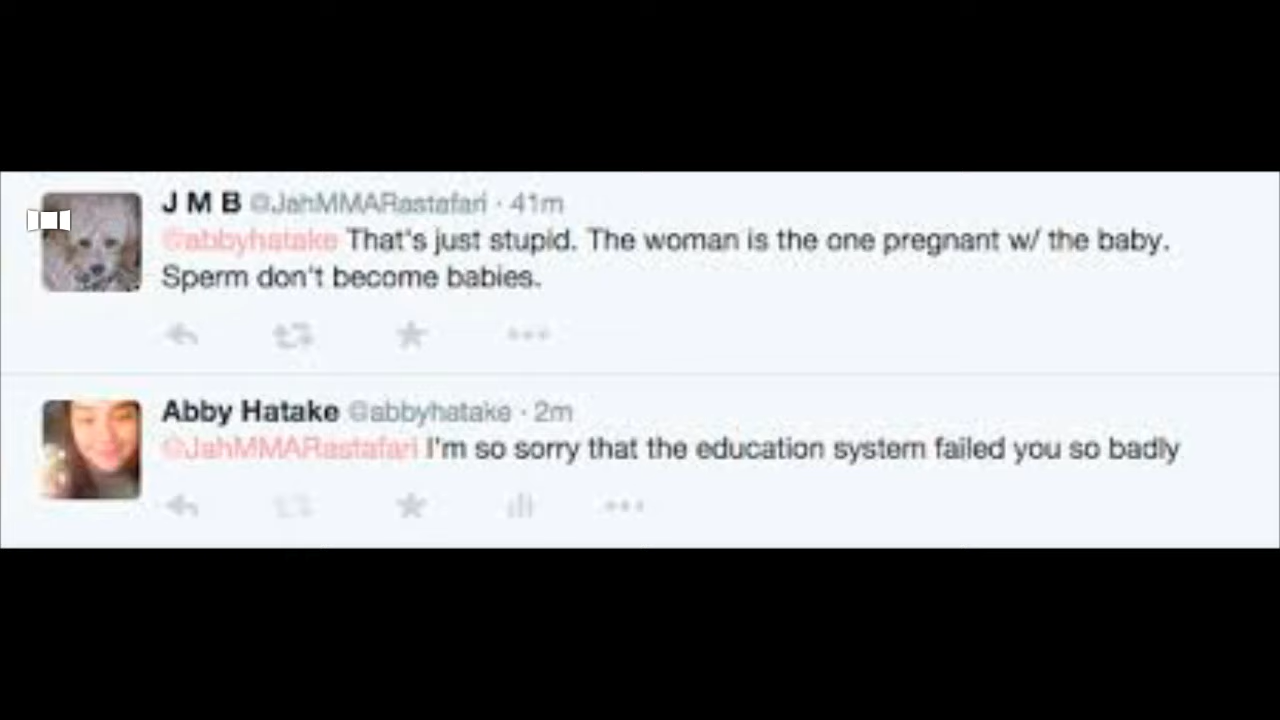 J M B @JahMMARastafari · 41m
@abbyhatake That's just stupid. The woman is the one pregnant w/ the baby.
Sperm don't become babies.
Abby Hatake @abbyhatake · 2m
@JahMMARastafari I'm so sorry that the education system failed you so badly